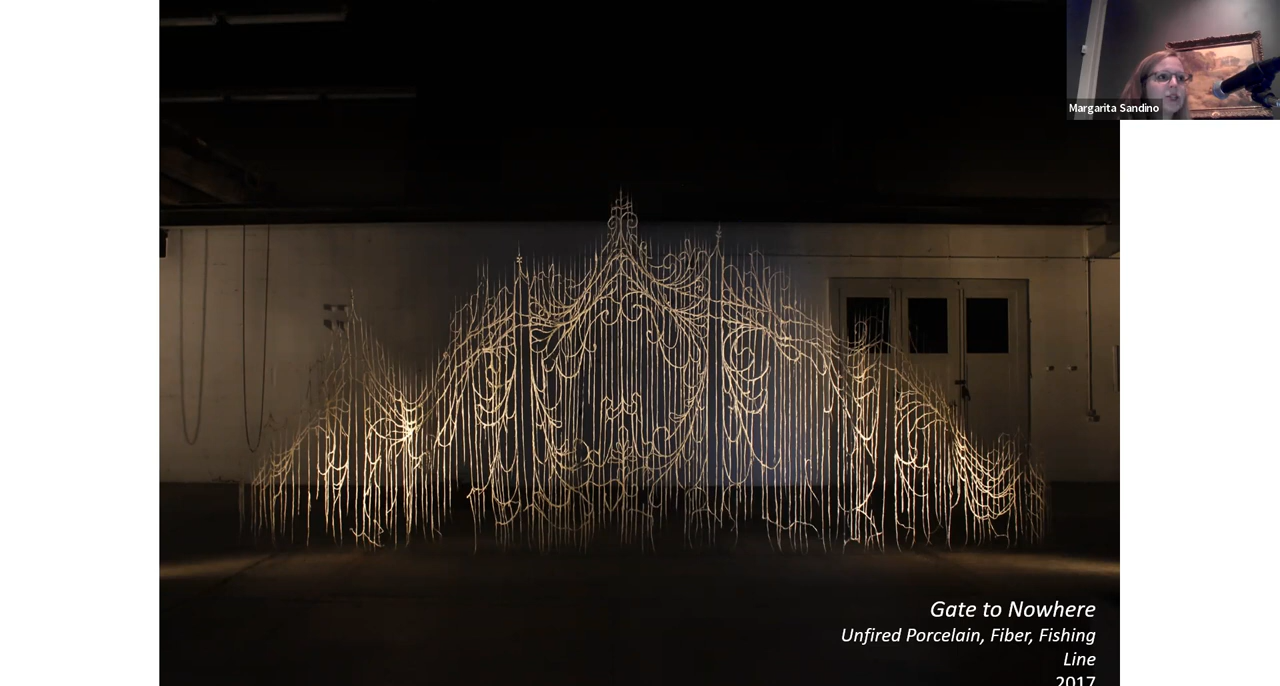 Margarita Sandino
Gate to Nowhere
Unfired Porcelain, Fiber, Fishing
Line
2017